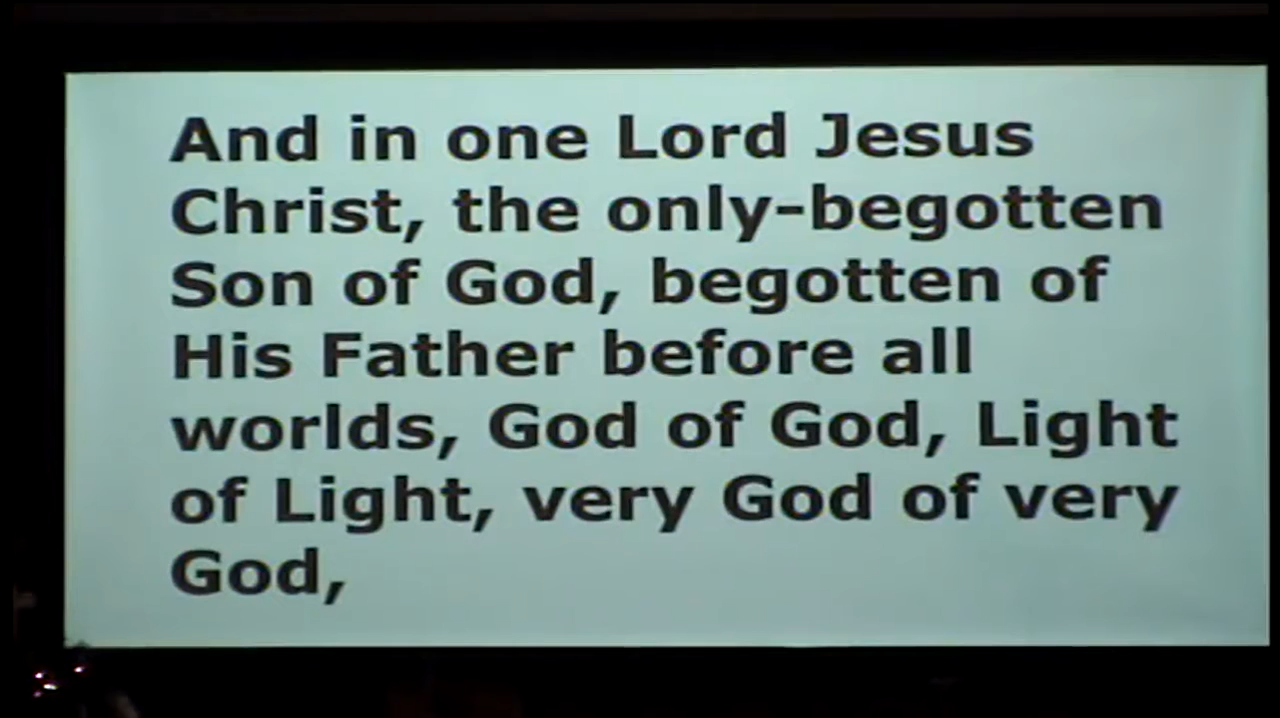 And in one Lord Jesus
Christ, the only-begotten
Son of God, begotten of
His Father before all
worlds, God of God, Light
of Light, very God of very
God,